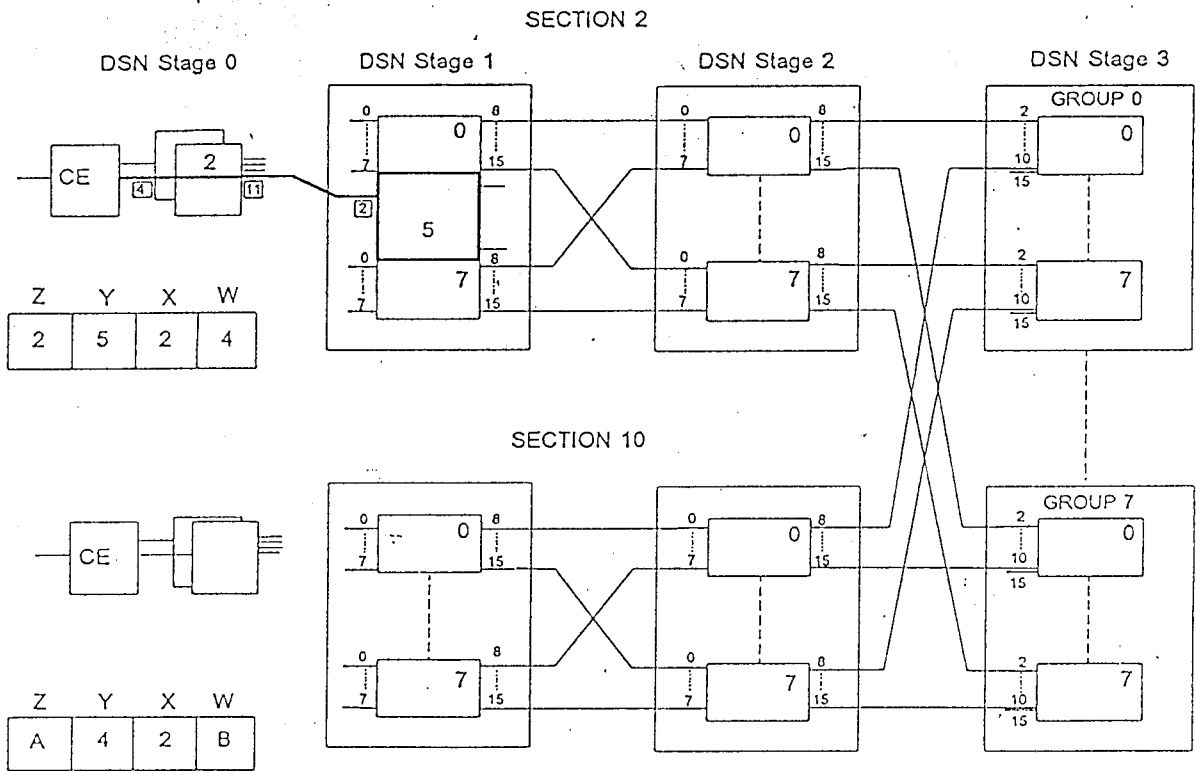 SECTION 2
DSN Stage 0 DSN Stage 1 DSN Stage 2 DSN Stage 3
GROUP 0
0 0 8 0 0 8 2 0
7 15 7 15 10
15
CE 4 2 11
2 5
0 7 8 0 7 8 2 7
7 15 7 15 10
15
Z Y X W
2 5 2 4
SECTION 10
GROUP 7
CE
0 0 8 0 0 8 2 0
7 15 7 15 10
15
0 7 8 0 7 8 2 7
7 15 7 15 10
15
Z Y X W
A 4 2 B